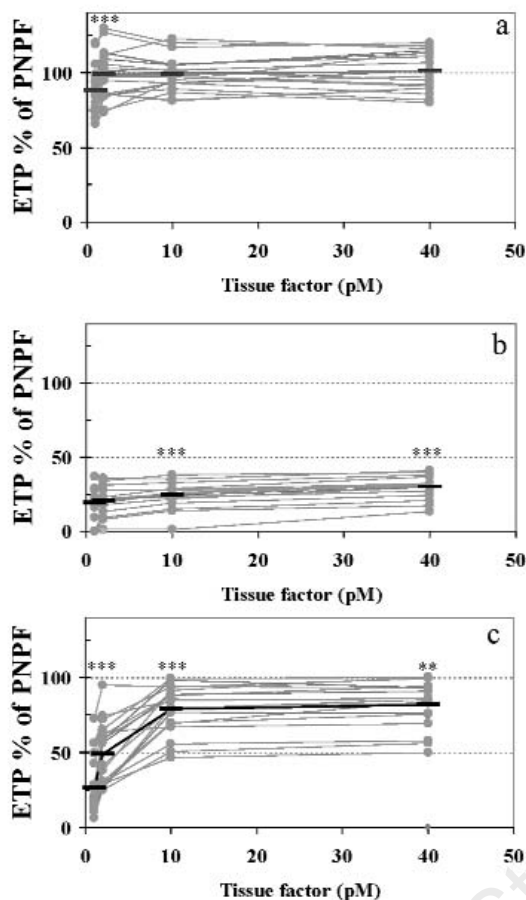 ***
a
100
50
0
0 10 20 30 40 50
ETP % of PNPF
Tissue factor (pM)
b
100
*** ***
50
0
0 10 20 30 40 50
ETP % of PNPF
Tissue factor (pM)
c
*** *** **
100
50
0
0 10 20 30 40 50
ETP % of PNPF
Tissue factor (pM)